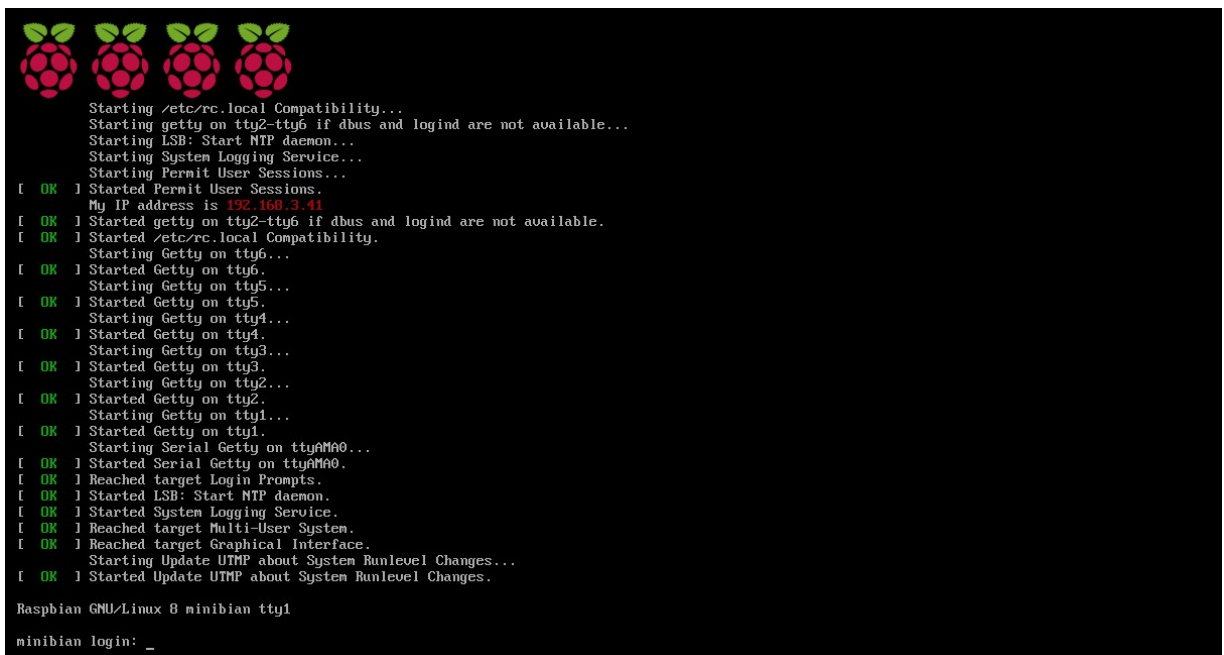 Starting /etc/rc.local Compatibility...
Starting getty on tty2-tty6 if dbus and logind are not available...
Starting LSB: Start NTP daemon...
Starting System Logging Service...
Starting Permit User Sessions...
[  OK  ] Started Permit User Sessions.
My IP address is 192.168.3.41
[  OK  ] Started getty on tty2-tty6 if dbus and logind are not available.
[  OK  ] Started /etc/rc.local Compatibility.
Starting Getty on tty6...
[  OK  ] Started Getty on tty6.
Starting Getty on tty5...
[  OK  ] Started Getty on tty5.
Starting Getty on tty4...
[  OK  ] Started Getty on tty4.
Starting Getty on tty3...
[  OK  ] Started Getty on tty3.
Starting Getty on tty2...
[  OK  ] Started Getty on tty2.
Starting Getty on tty1...
[  OK  ] Started Getty on tty1.
Starting Serial Getty on ttyAMA0...
[  OK  ] Started Serial Getty on ttyAMA0.
[  OK  ] Reached target Login Prompts.
[  OK  ] Started LSB: Start NTP daemon.
[  OK  ] Started System Logging Service.
[  OK  ] Reached target Multi-User System.
[  OK  ] Reached target Graphical Interface.
Starting Update UTMP about System Runlevel Changes...
[  OK  ] Started Update UTMP about System Runlevel Changes.
Raspbian GNU/Linux 8 minibian tty1
minibian login: _